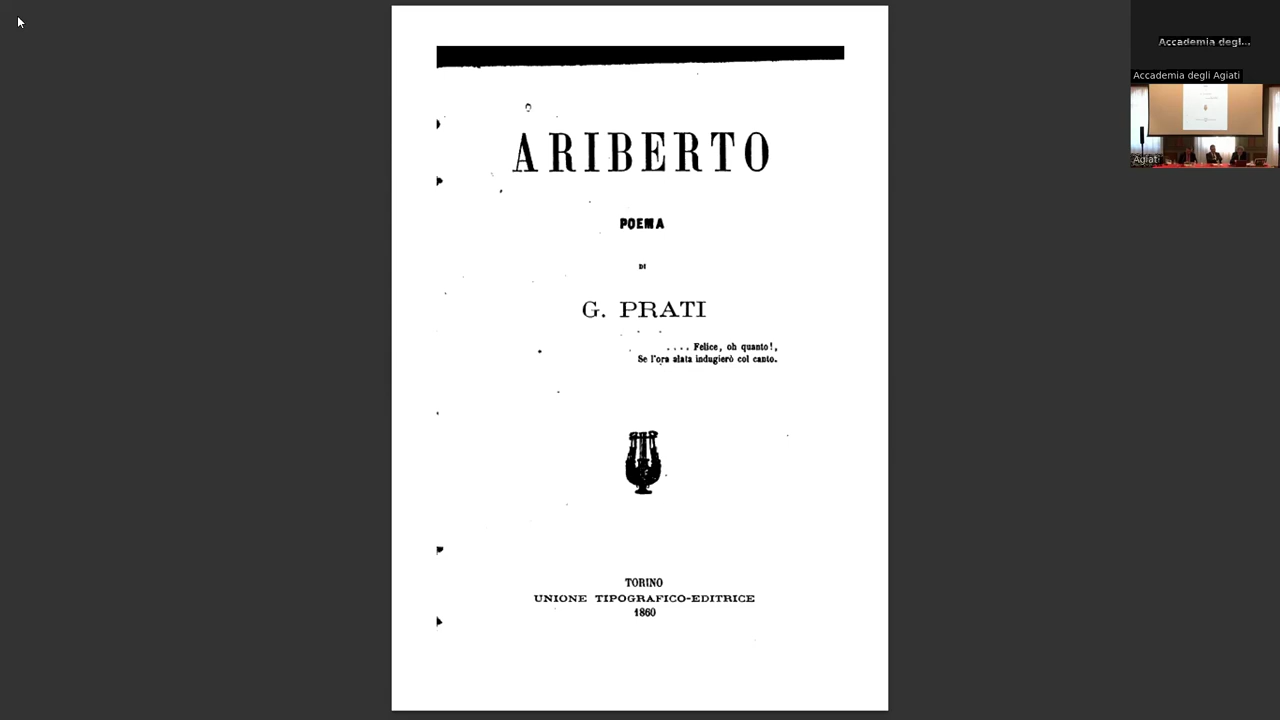 ARIBERTO
POEMA
DI
G. PRATI
.... Felice, oh quanto!,
Se l'ora alata indugierò col canto.
TORINO
UNIONE TIPOGRAFICO-EDITRICE
1860
Accademia degl...
Accademia degli Agiati
Agiati